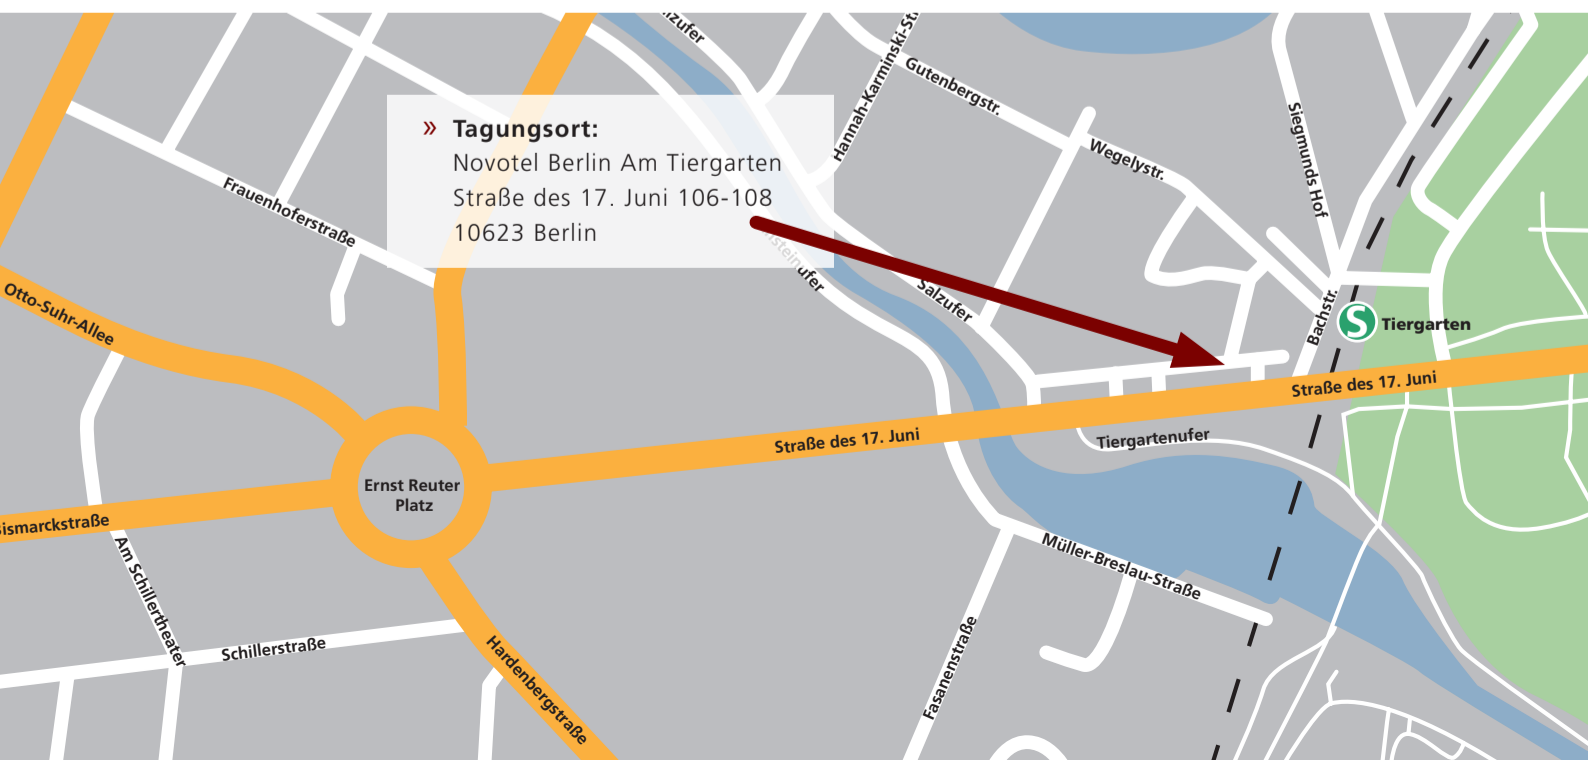 Gutenbergstr.
Hannah-Karminski-Str
Wegelystr.
Siegmunds Hof
» Tagungsort:
Novotel Berlin Am Tiergarten
Straße des 17. Juni 106-108
10623 Berlin
Frauenhoferstraße
Otto-Suhr-Allee
Salzufer
Bachstr.
S Tiergarten
Straße des 17. Juni
Straße des 17. Juni
Tiergartenufer
Ernst Reuter
Platz
Bismarckstraße
Am Schillertheater
Müller-Breslau-Straße
Schillerstraße
Hardenbergstraße
Fasanenstraße